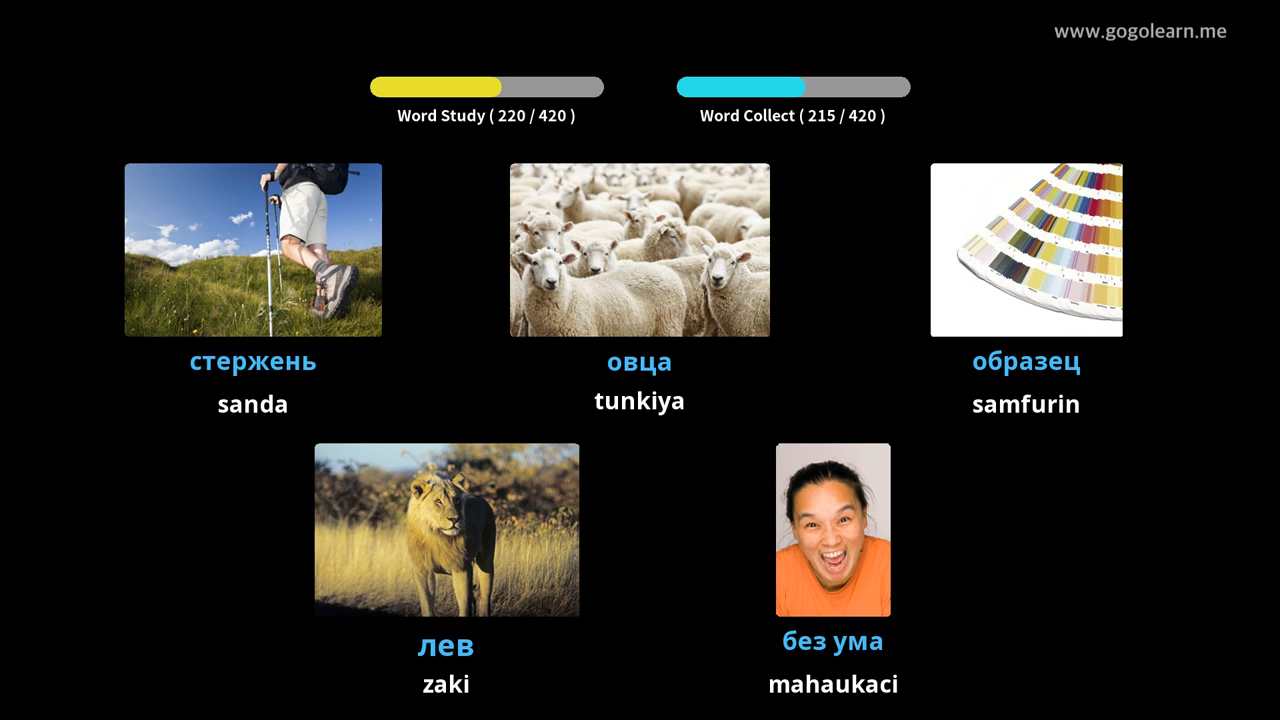 www.gogolearn.me
Word Study ( 220 / 420 )
Word Collect ( 215 / 420 )
стержень
sanda
овца
tunkiya
образец
samfurin
лев
zaki
без ума
mahaukaci